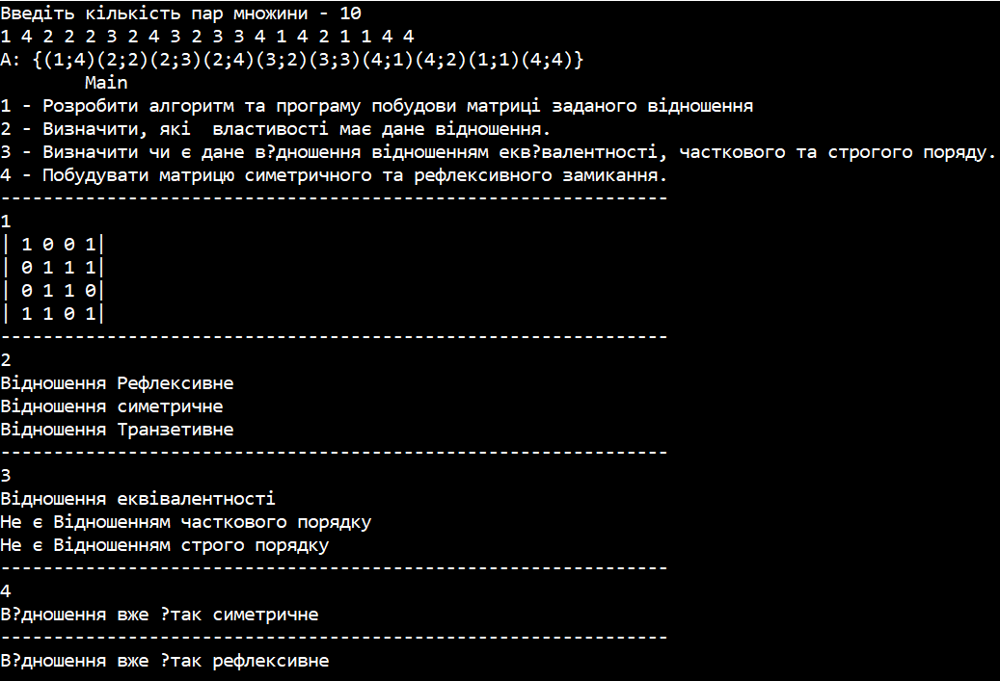 Введіть кількість пар множини - 10
1 4 2 2 2 3 2 4 3 2 3 3 4 1 4 2 1 1 4 4
A: {(1;4)(2;2)(2;3)(2;4)(3;2)(3;3)(4;1)(4;2)(1;1)(4;4)}
Main
1 - Розробити алгоритм та програму побудови матриці заданого відношення
2 - Визначити, які  властивості має дане відношення.
3 - Визначити чи є дане в?дношення відношенням екв?валентності, часткового та строгого поряду.
4 - Побудувати матрицю симетричного та рефлексивного замикання.
---------------------------------------------------------------
1
| 1 0 0 1|
| 0 1 1 1|
| 0 1 1 0|
| 1 1 0 1|
---------------------------------------------------------------
2
Відношення Рефлексивне
Відношення симетричне
Відношення Транзетивне
---------------------------------------------------------------
3
Відношення еквівалентності
Не є Відношенням часткового порядку
Не є Відношенням строго порядку
---------------------------------------------------------------
4
В?дношення вже ?так симетричне
---------------------------------------------------------------
В?дношення вже ?так рефлексивне